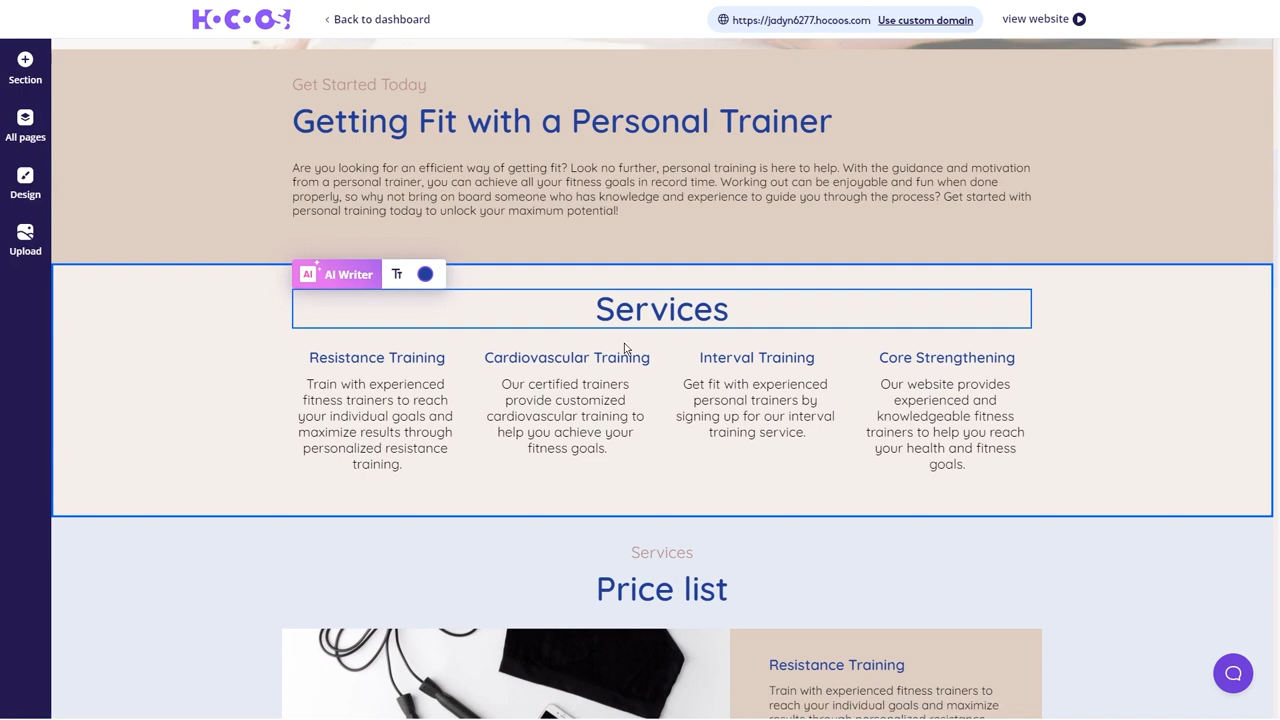 HOCOOS!
Back to dashboard
https://jadyn6277.hocoos.com Use custom domain
view website
Section
All pages
Design
Upload
Get Started Today
Getting Fit with a Personal Trainer
Are you looking for an efficient way of getting fit? Look no further, personal training is here to help. With the guidance and motivation
from a personal trainer, you can achieve all your fitness goals in record time. Working out can be enjoyable and fun when done
properly, so why not bring on board someone who has knowledge and experience to guide you through the process? Get started with
personal training today to unlock your maximum potential!
AI AI Writer TT
Services
Resistance Training
Train with experienced
fitness trainers to reach
your individual goals and
maximize results through
personalized resistance
training.
Cardiovascular Training
Our certified trainers
provide customized
cardiovascular training to
help you achieve your
fitness goals.
Interval Training
Get fit with experienced
personal trainers by
signing up for our interval
training service.
Core Strengthening
Our website provides
experienced and
knowledgeable fitness
trainers to help you reach
your health and fitness
goals.
Services
Price list
Resistance Training
Train with experienced fitness trainers to
reach your individual goals and maximize
results through personalized resistance